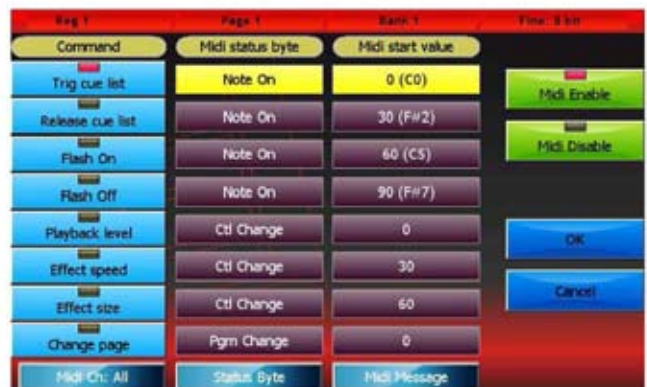 Reg 1 Page 1 Bank 1 Fine: 8 bit
Command Midi status byte Midi start value
Trig cue list Note On 0 (C0)
Midi Enable
Release cue list Note On 30 (F#2)
Flash On Note On 60 (C5)
Midi Disable
Flash Off Note On 90 (F#7)
Playback level Ctl Change 0
OK
Effect speed Ctl Change 30
Effect size Ctl Change 60
Cancel
Change page Pgm Change 0
Midi Ch: All Status Byte Midi Message